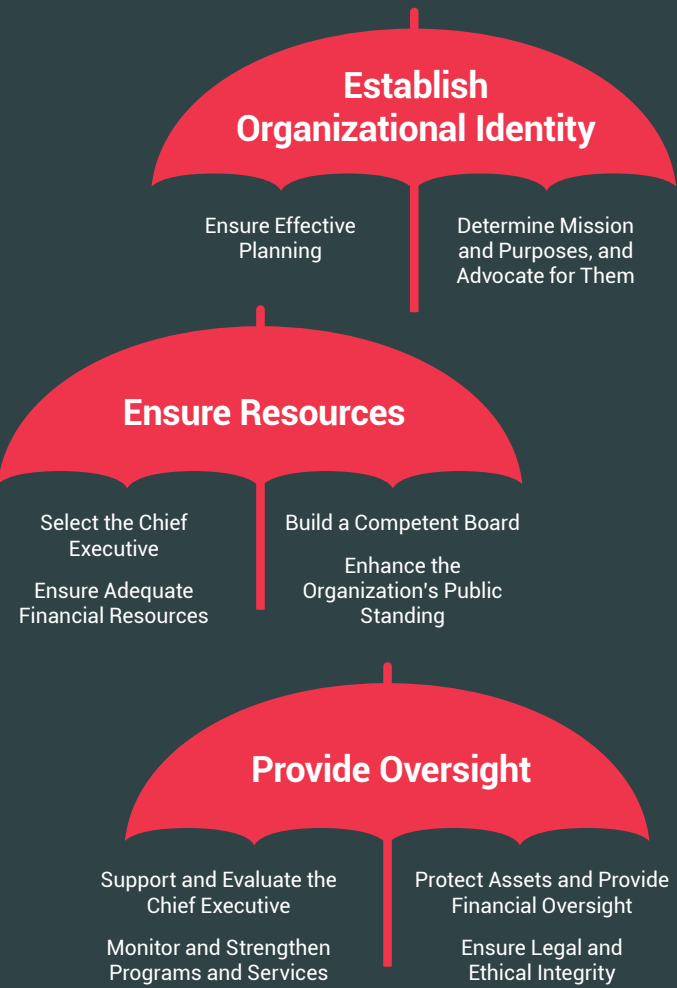 Establish
Organizational Identity
Ensure Effective
Planning
Determine Mission
and Purposes, and
Advocate for Them
Ensure Resources
Select the Chief
Executive
Ensure Adequate
Financial Resources
Build a Competent Board
Enhance the
Organization's Public
Standing
Provide Oversight
Support and Evaluate the
Chief Executive
Monitor and Strengthen
Programs and Services
Protect Assets and Provide
Financial Oversight
Ensure Legal and
Ethical Integrity